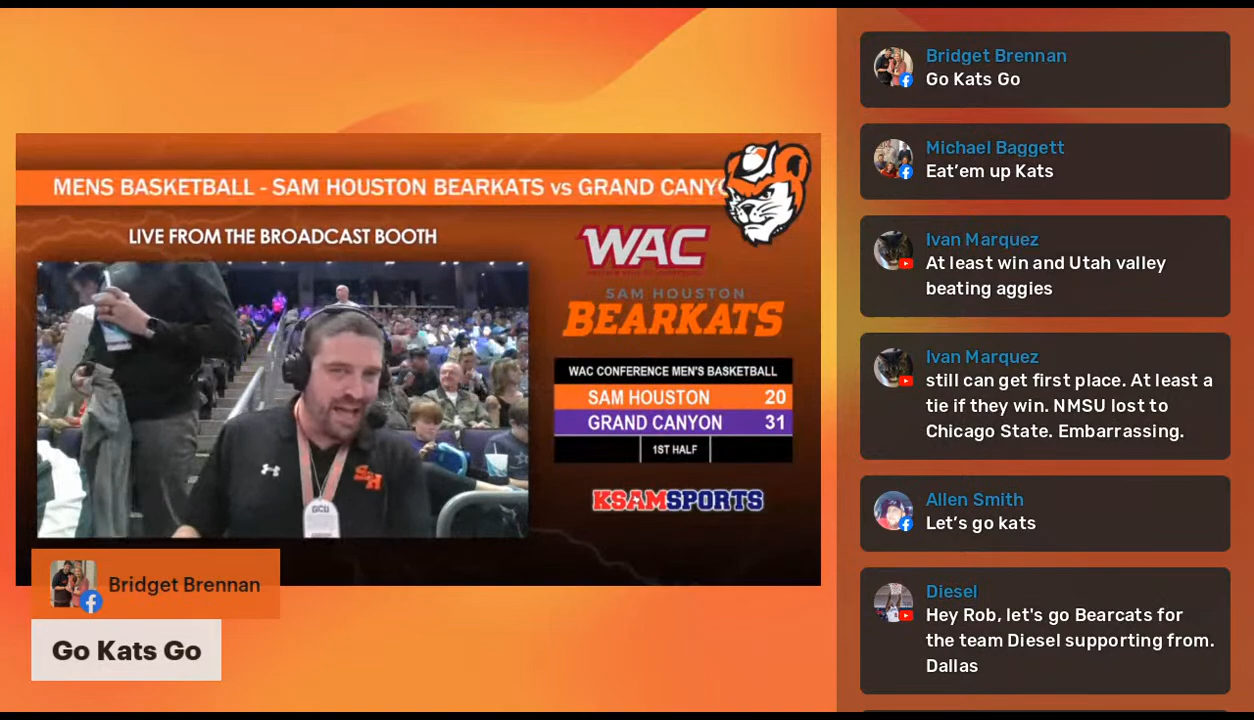 MENS BASKETBALL - SAM HOUSTON BEARKATS vs GRAND CANYO
LIVE FROM THE BROADCAST BOOTH
WAC
SAM HOUSTON
BEARKATS
WAC CONFERENCE MEN'S BASKETBALL
SAM HOUSTON 20
GRAND CANYON 31
1ST HALF
KSAMSPORTS
SH
GCU
Bridget Brennan
Go Kats Go
Bridget Brennan
Go Kats Go
Michael Baggett
Eat’em up Kats
Ivan Marquez
At least win and Utah valley
beating aggies
Ivan Marquez
still can get first place. At least a
tie if they win. NMSU lost to
Chicago State. Embarrassing.
Allen Smith
Let’s go kats
Diesel
Hey Rob, let's go Bearcats for
the team Diesel supporting from.
Dallas